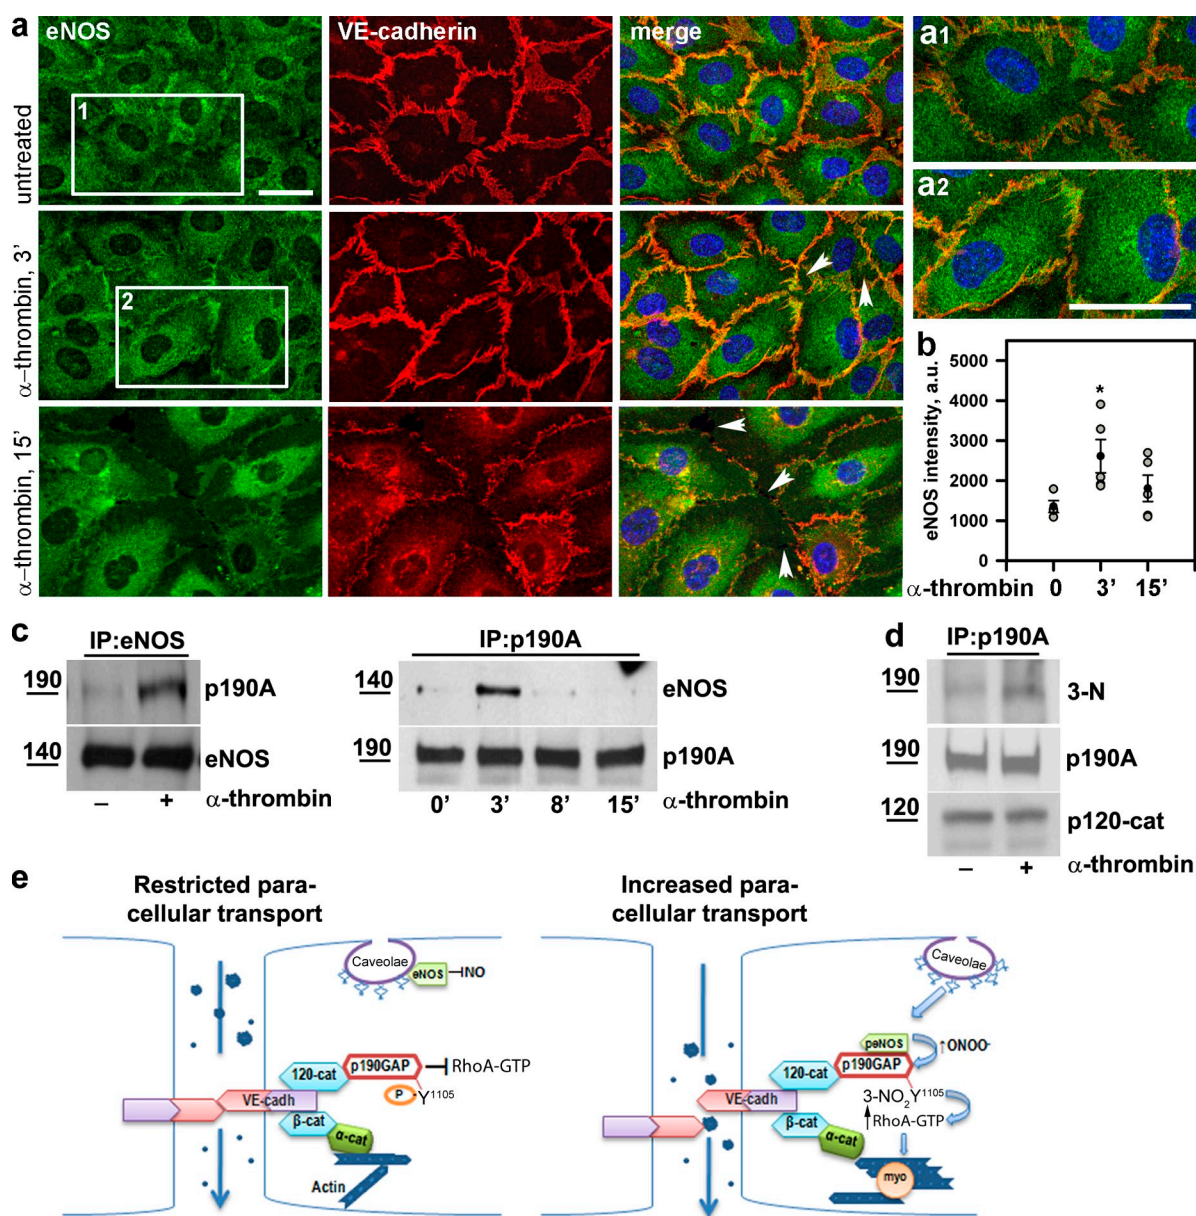 a
eNOS
VE-cadherin
merge
untreated
1
a1
α–thrombin, 3’
2
a2
α–thrombin, 15’
b
eNOS intensity, a.u.
5000
4000
3000
2000
1000
0
*
α-thrombin 0 3’ 15’
c
IP:eNOS
190 p190A
140 eNOS
– + α-thrombin
IP:p190A
140 eNOS
190 p190A
0’ 3’ 8’ 15’ α-thrombin
d
IP:p190A
190 3-N
190 p190A
120 p120-cat
– + α-thrombin
e
Restricted para-
cellular transport
Caveolae
eNOS
INO
120-cat
p190GAP
RhoA-GTP
P -Y1105
VE-cadh
β-cat
α-cat
Actin
Increased para-
cellular transport
Caveolae
peNOS
↑ONOO-
120-cat
p190GAP
VE-cadh
3-NO2Y1105
↑RhoA-GTP
β-cat
α-cat
myo